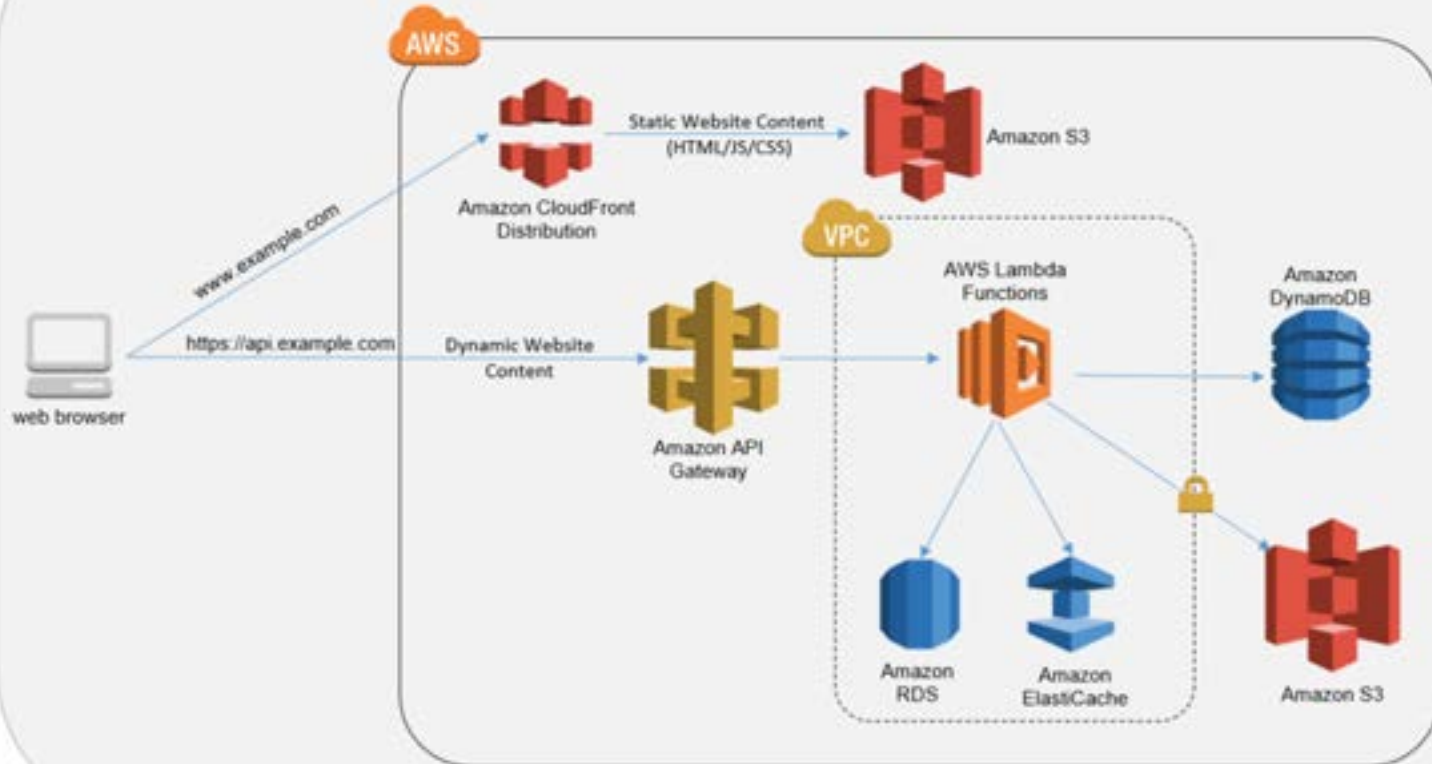 AWS
Static Website Content
(HTML/JS/CSS)
Amazon S3
Amazon CloudFront
Distribution
www.example.com
VPC
AWS Lambda
Functions
Amazon
DynamoDB
https://api.example.com
Dynamic Website
Content
web browser
Amazon API
Gateway
Amazon
RDS
Amazon
ElastiCache
Amazon S3